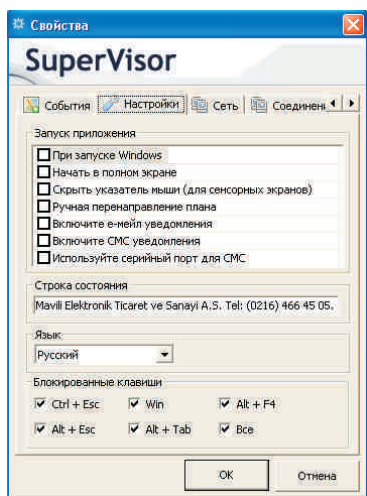 Свойства
SuperVisor
События Настройки Сеть Соединен
Запуск приложения
При запуске Windows
Начать в полном экране
Скрыть указатель мыши (для сенсорных экранов)
Ручная перенаправление плана
Включите е-мейл уведомления
Включите СМС уведомления
Используйте серийный порт для СМС
Строка состояния
Mavili Elektronik Ticaret ve Sanayi A.S. Tel: (0216) 466 45 05.
Язык
Русский
Блокированные клавиши
Ctrl + Esc Win Alt + F4
Alt + Esc Alt + Tab Все
OK Отмена